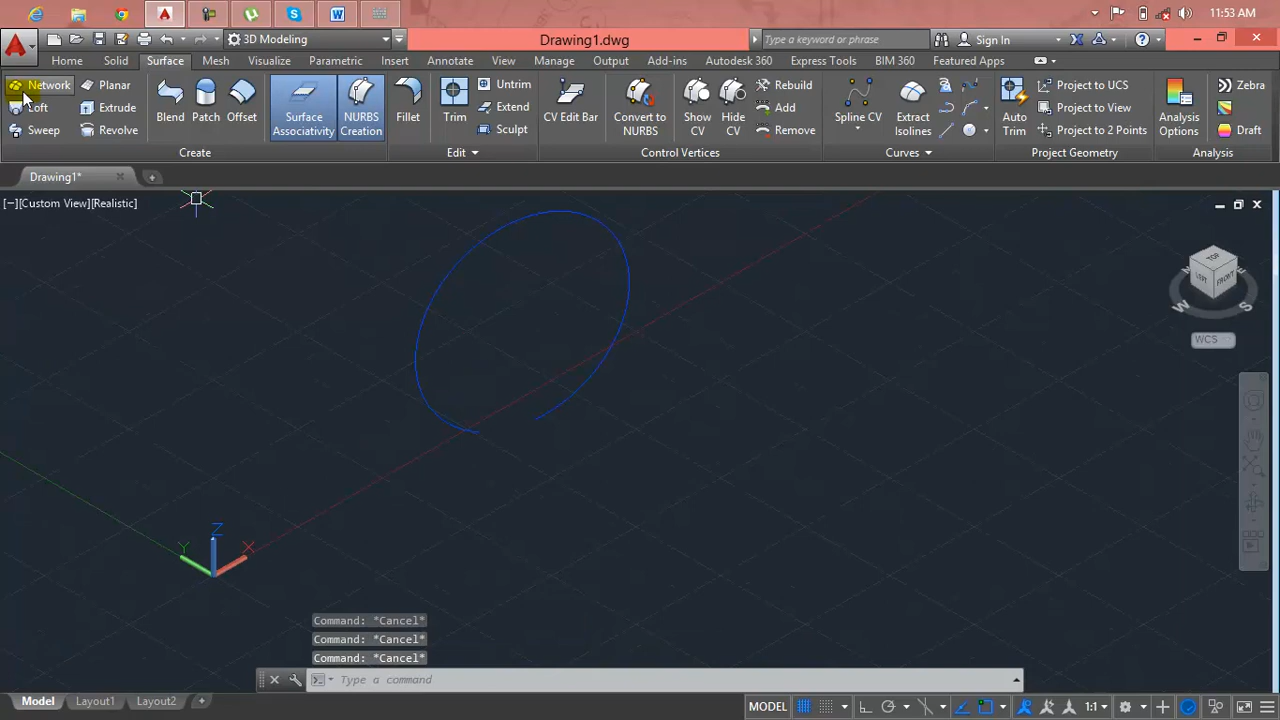 11:53 AM
3D Modeling
Drawing1.dwg
Type a keyword or phrase
Sign In
Home Solid Surface Mesh Visualize Parametric Insert Annotate View Manage Output Add-ins Autodesk 360 Express Tools BIM 360 Featured Apps
Network Planar
Loft Extrude
Sweep Revolve
Blend Patch Offset
Surface Associativity
NURBS Creation
Fillet
Trim
Untrim
Extend
Sculpt
CV Edit Bar
Convert to NURBS
Show CV
Hide CV
Rebuild
Add
Remove
Spline CV
Extract Isolines
Auto Trim
Project to UCS
Project to View
Project to 2 Points
Analysis Options
Zebra
Draft
Create Edit Control Vertices Curves Project Geometry Analysis
Drawing1*
[−][Custom View][Realistic]
TOP
LEFT FRONT
N E
W S
WCS
Z
Y X
Command: *Cancel*
Command: *Cancel*
Command: *Cancel*
Type a command
Model Layout1 Layout2
MODEL 1:1